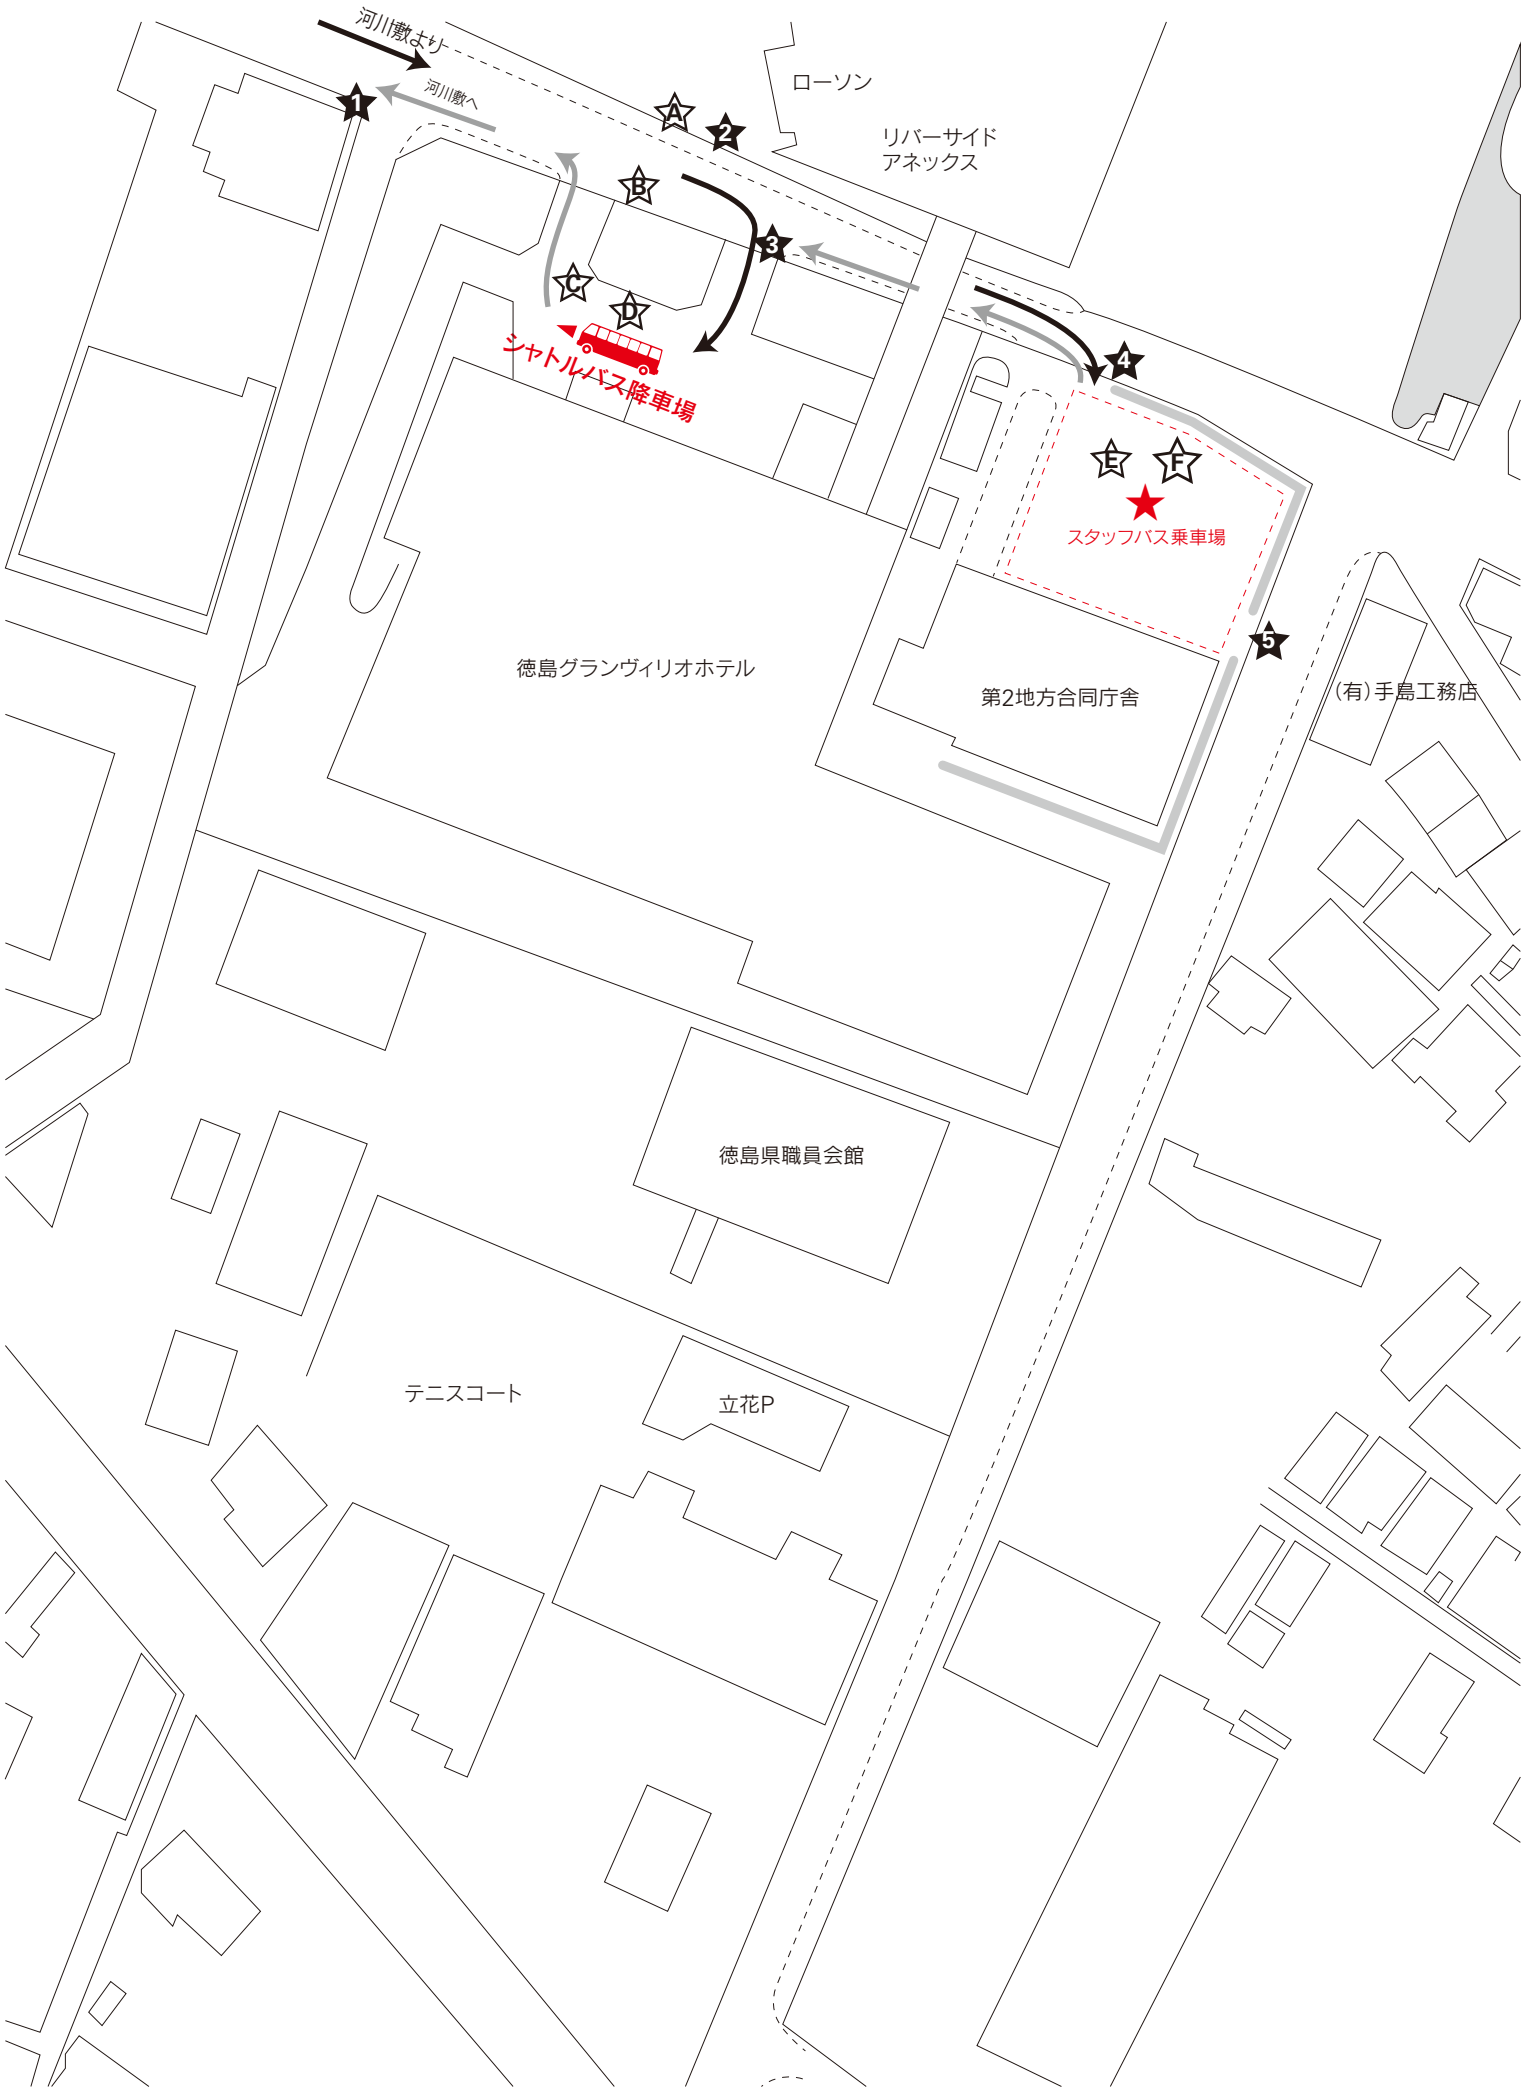 河川敷より
河川敷へ
1
A
2
ローソン
リバーサイド
アネックス
B
3
C
D
シャトルバス降車場
4
E
F
スタッフバス乗車場
5
徳島グランヴィリオホテル
第2地方合同庁舎
(有)手島工務店
徳島県職員会館
テニスコート
立花P